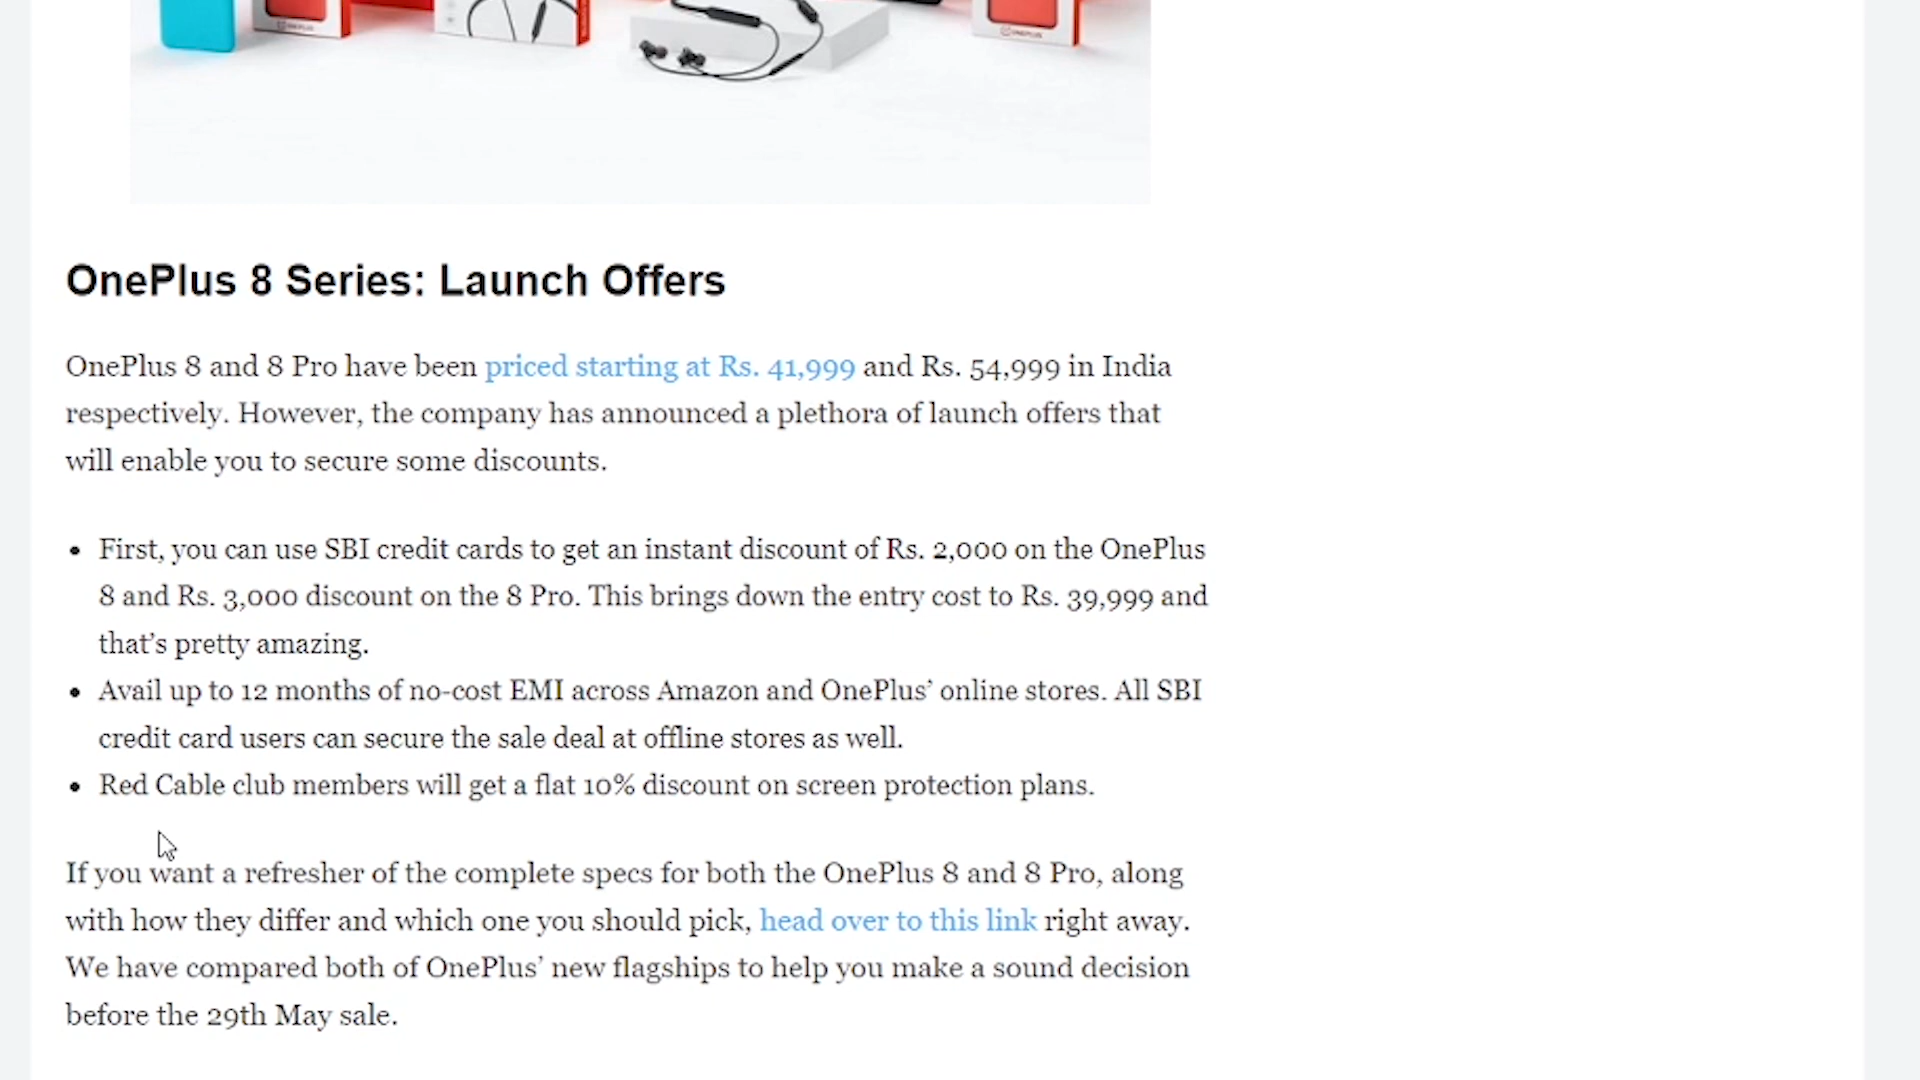 ONEPLUS
ONEPLUS
OnePlus 8 Series: Launch Offers
OnePlus 8 and 8 Pro have been priced starting at Rs. 41,999 and Rs. 54,999 in India
respectively. However, the company has announced a plethora of launch offers that
will enable you to secure some discounts.
• First, you can use SBI credit cards to get an instant discount of Rs. 2,000 on the OnePlus
8 and Rs. 3,000 discount on the 8 Pro. This brings down the entry cost to Rs. 39,999 and
that’s pretty amazing.
• Avail up to 12 months of no-cost EMI across Amazon and OnePlus’ online stores. All SBI
credit card users can secure the sale deal at offline stores as well.
• Red Cable club members will get a flat 10% discount on screen protection plans.
If you want a refresher of the complete specs for both the OnePlus 8 and 8 Pro, along
with how they differ and which one you should pick, head over to this link right away.
We have compared both of OnePlus’ new flagships to help you make a sound decision
before the 29th May sale.